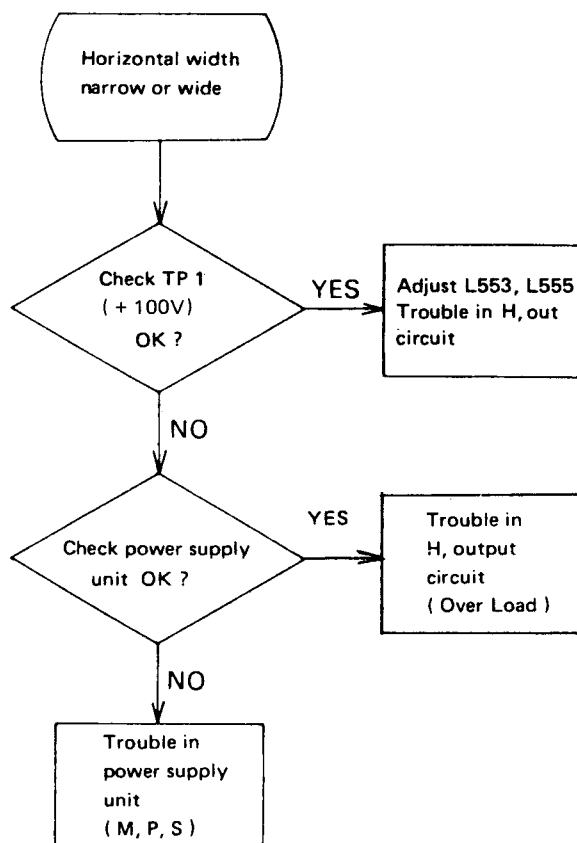 Horizontal width
narrow or wide
Check TP 1
( + 100V)
OK ?
YES
Adjust L553, L555
Trouble in H, out
circuit
NO
Check power supply
unit OK ?
YES
Trouble in
H, output
circuit
( Over Load )
NO
Trouble in
power supply
unit
( M, P, S )